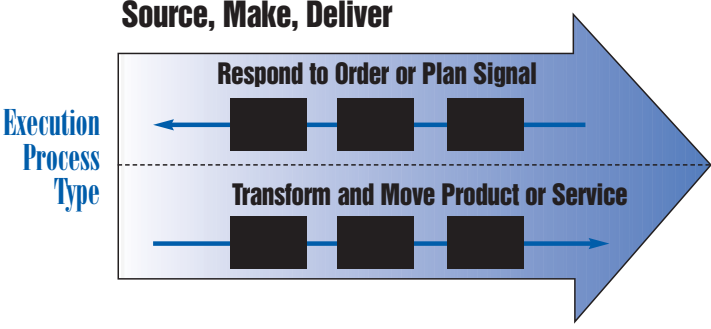 Source, Make, Deliver
Respond to Order or Plan Signal
Execution
Process
Type
Transform and Move Product or Service